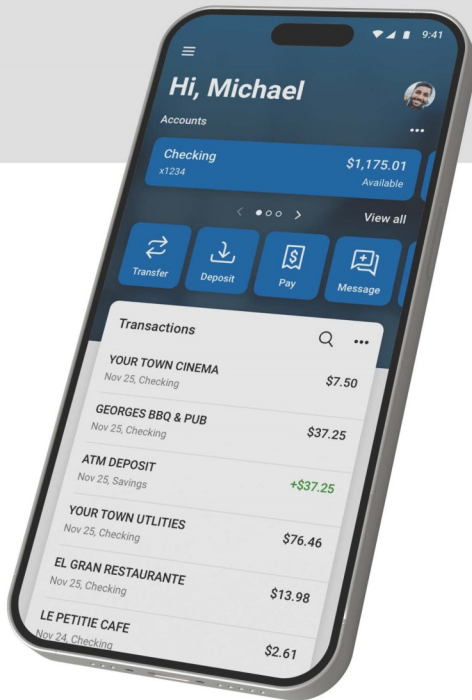 9:41
Hi, Michael
Accounts
Checking
$1,175.01
x1234
Available
View all
Transfer
Deposit
Pay
Message
Transactions
YOUR TOWN CINEMA
$7.50
Nov 25, Checking
GEORGES BBQ & PUB
$37.25
Nov 25, Checking
ATM DEPOSIT
+$37.25
Nov 25, Savings
YOUR TOWN UTLITIES
$76.46
Nov 25, Checking
EL GRAN RESTAURANTE
$13.98
Nov 25, Checking
LE PETITIE CAFE
$2.61
Nov 24, Checking